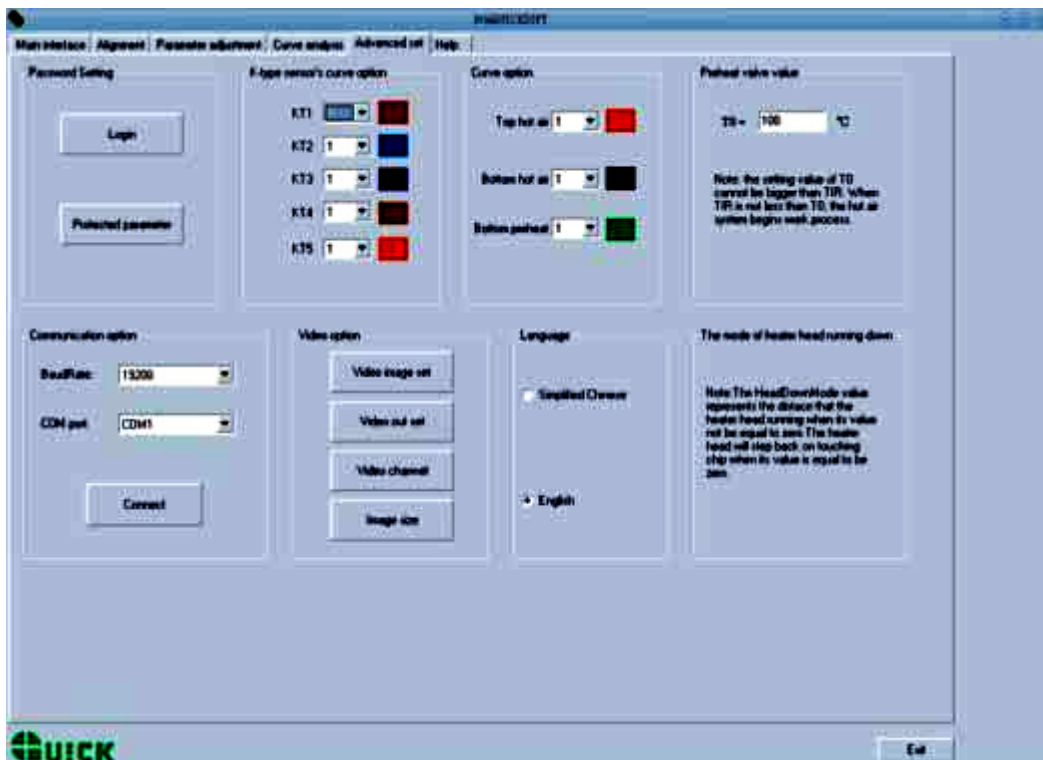 Main interface Alignment Parameter adjustment Curve analysis Advanced set Help
Password Setting
Login
Protected parameter
K-type sensor's curve option
KT1
KT2 1
KT3 1
KT4 1
KT5 1
Curve option
Top hot air 1
Bottom hot air 1
Bottom preheat 1
Preheat valve value
T0 = 100 °C
Note: the setting value of T0
cannot be bigger than TIR. When
TIR is not less than T0, the hot air
system begins work process.
Communication option
BaudRate 19200
COM port COM1
Connect
Video option
Video image set
Video out set
Video channel
Image size
Language
Simplified Chinese
English
The mode of heater head running down
Note: The HeadDownMode value
represents the distace that the
heater head running when its value
not be equal to zero. The heater
head will step back on touching
chip when its value is equal to be
zero.
QUICK
Exit